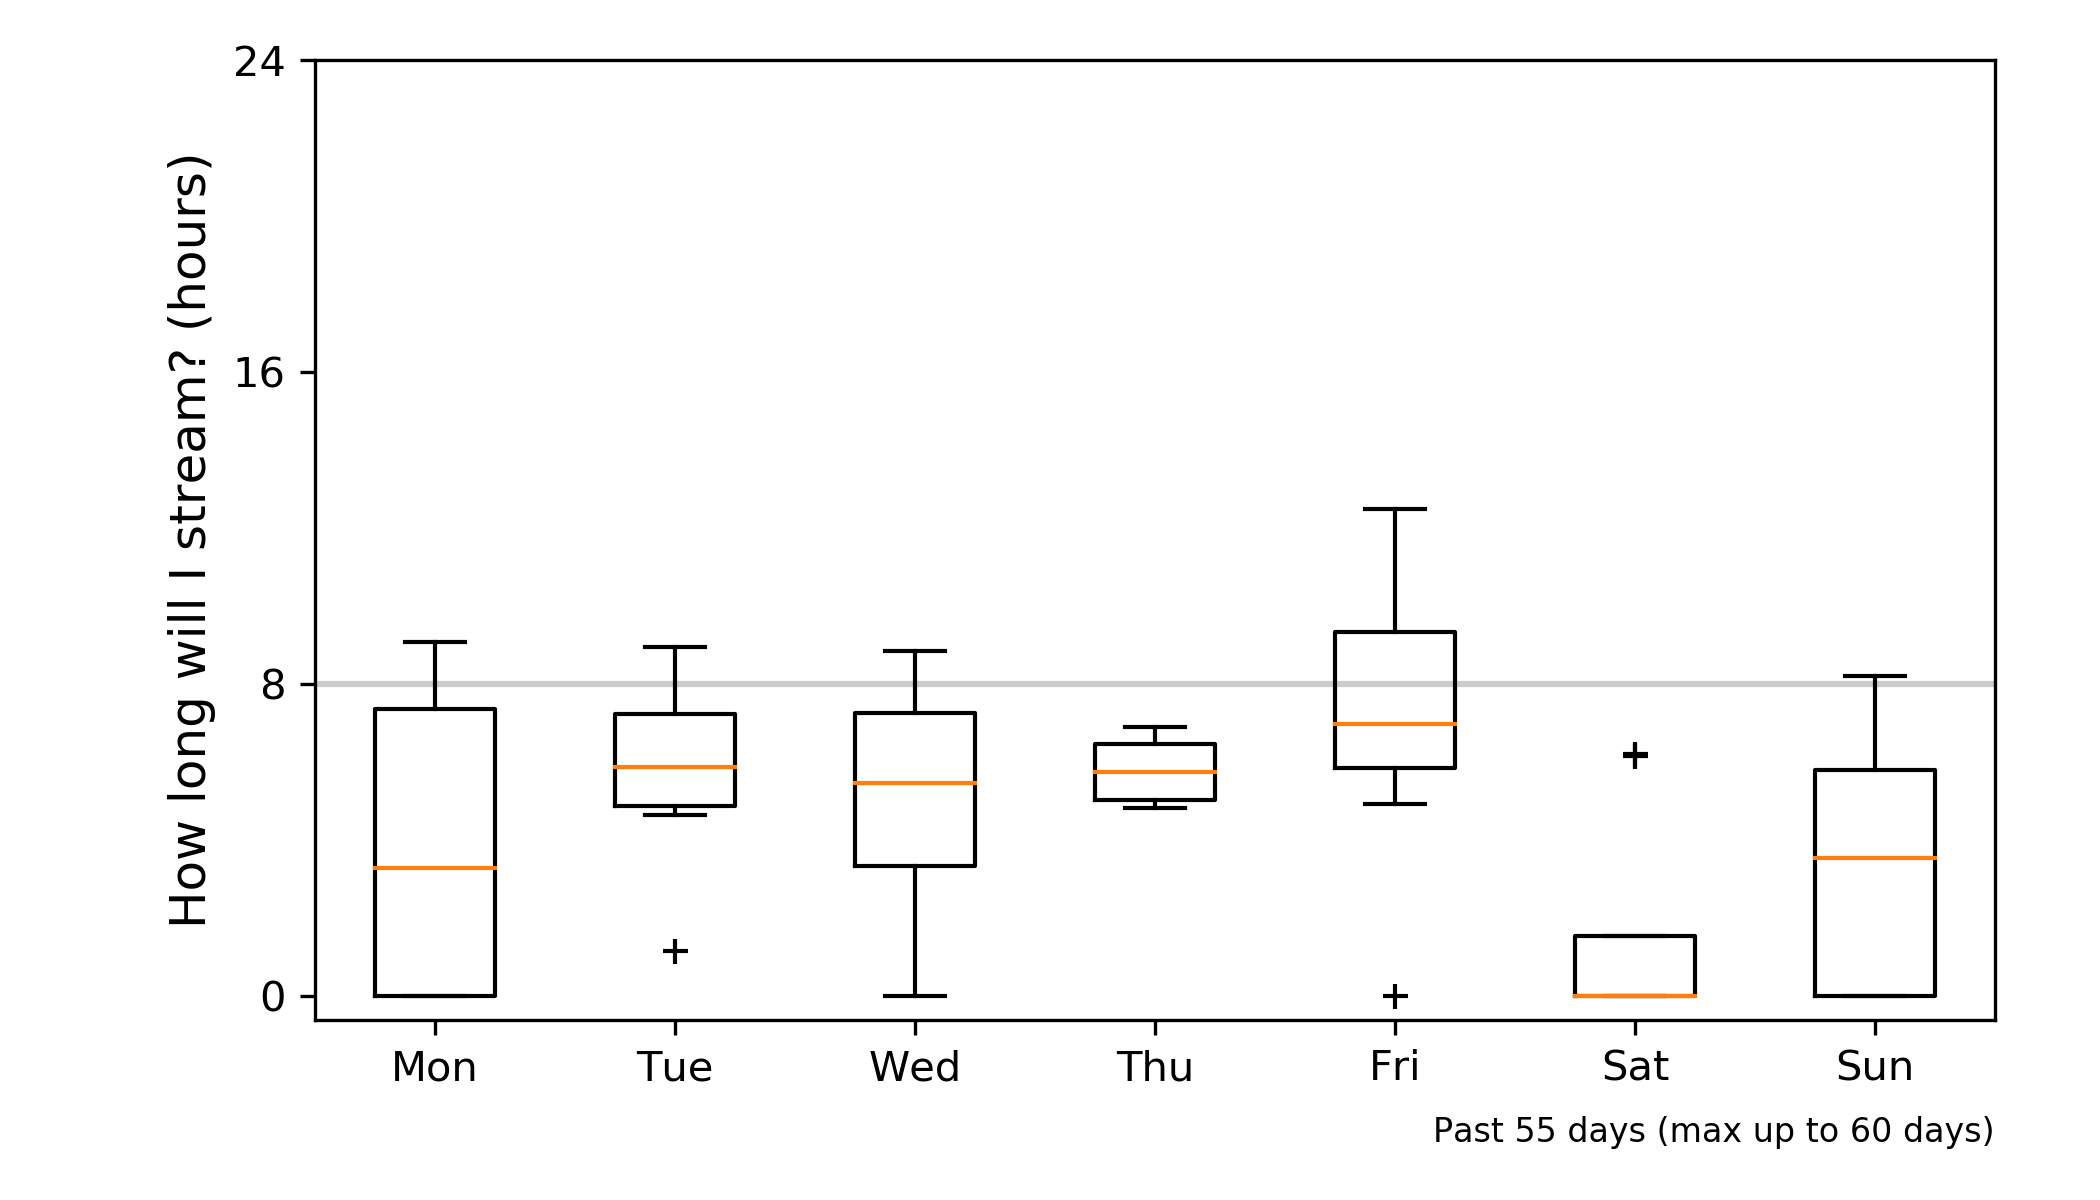 How long will I stream? (hours)
24
16
8
0
Mon Tue Wed Thu Fri Sat Sun
Past 55 days (max up to 60 days)